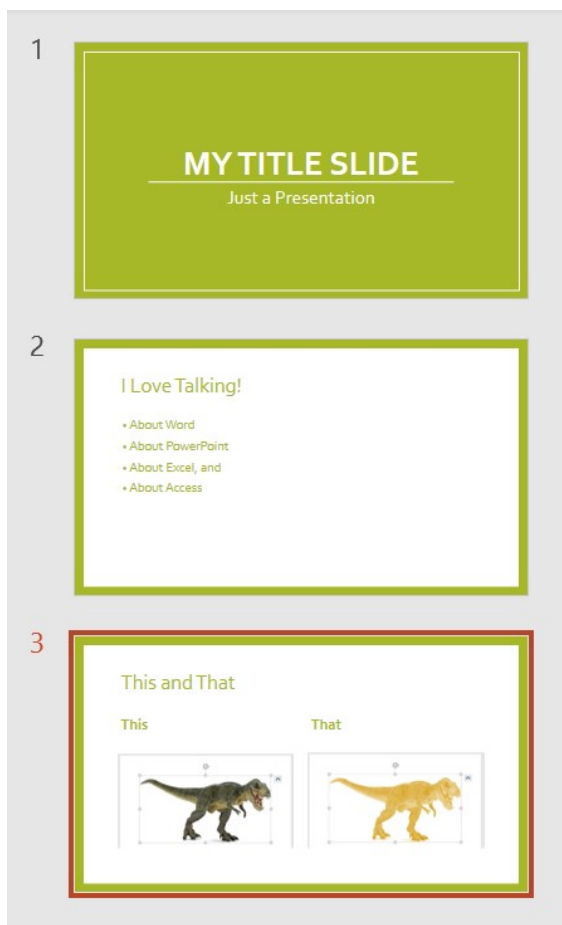 1
MY TITLE SLIDE
Just a Presentation
2
I Love Talking!
• About Word
• About PowerPoint
• About Excel, and
• About Access
3
This and That
This That